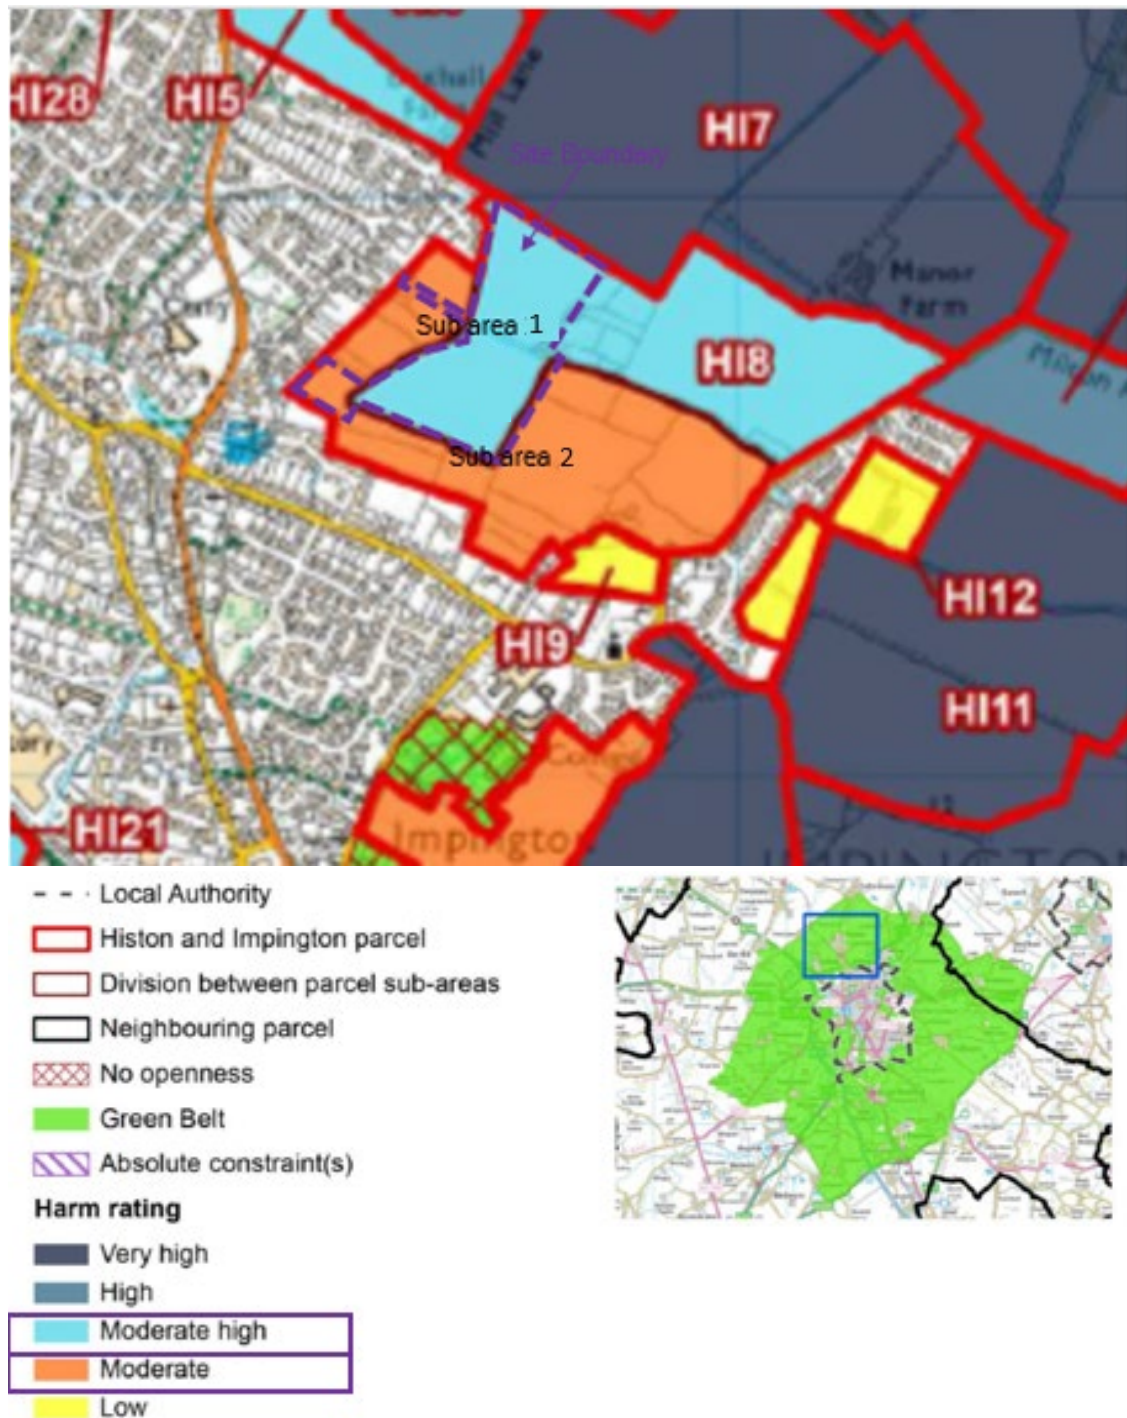 HI28
HI5
Mill Lane
HI7
Site Boundary
Manor
Farm
Sub area 1
HI8
Sub area 2
HI12
HI9
HI11
HI21
Impington
Local Authority
Histon and Impington parcel
Division between parcel sub-areas
Neighbouring parcel
No openness
Green Belt
Absolute constraint(s)
Harm rating
Very high
High
Moderate high
Moderate
Low